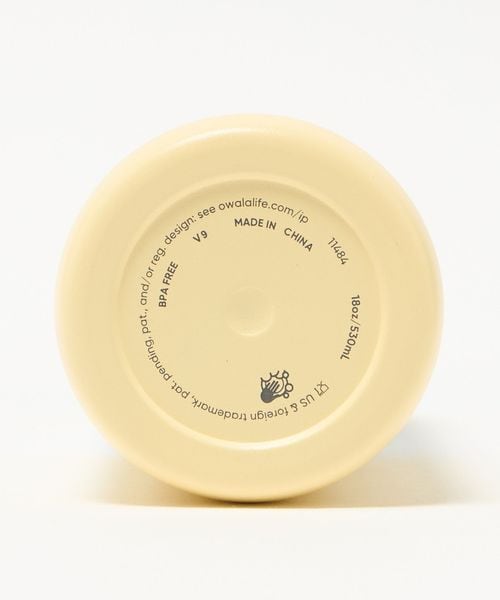 US & foreign trademark, pat. pending, pat., and/or reg. design: see owalalife.com/ip
11484
18oz/530mL
BPA FREE
V9
MADE IN CHINA